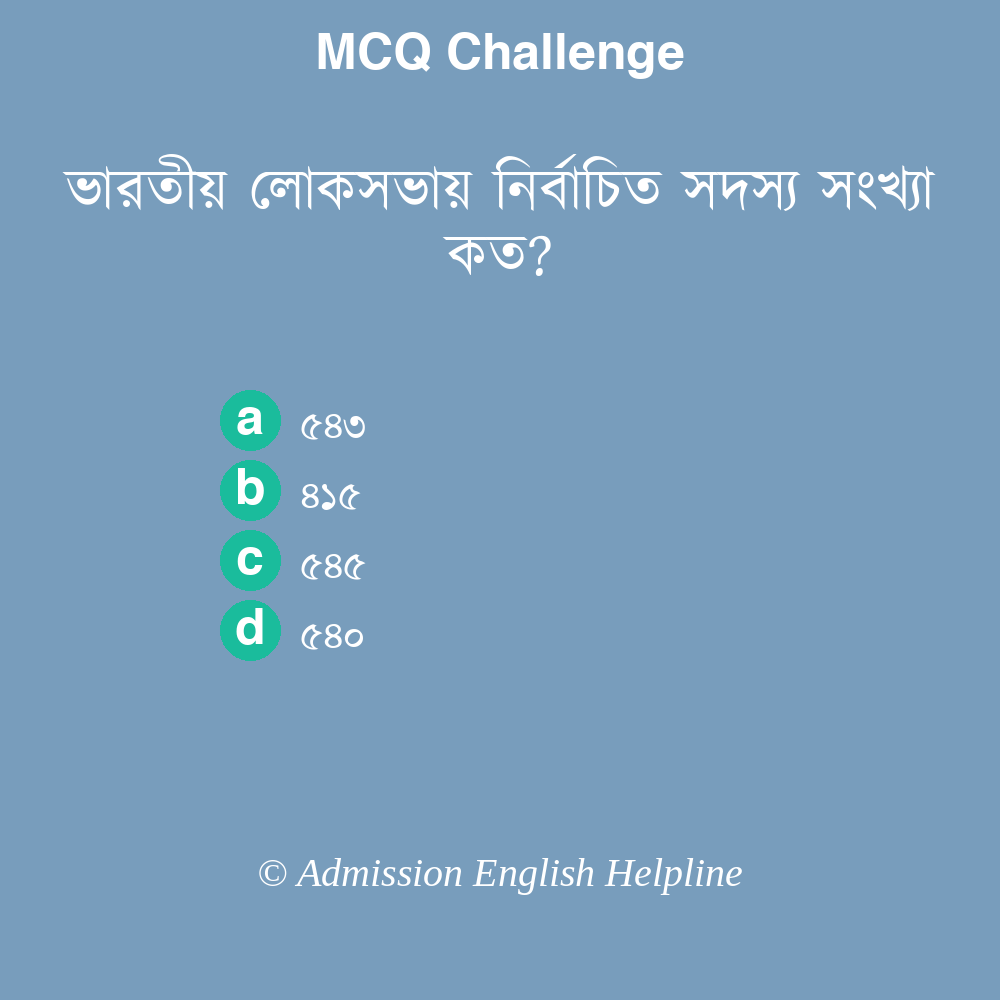 MCQ Challenge
ভারতীয় লোকসভায় নির্বাচিত সদস্য সংখ্যা
কত?
a ৫৪৩
b ৪১৫
c ৫৪৫
d ৫৪০
© Admission English Helpline